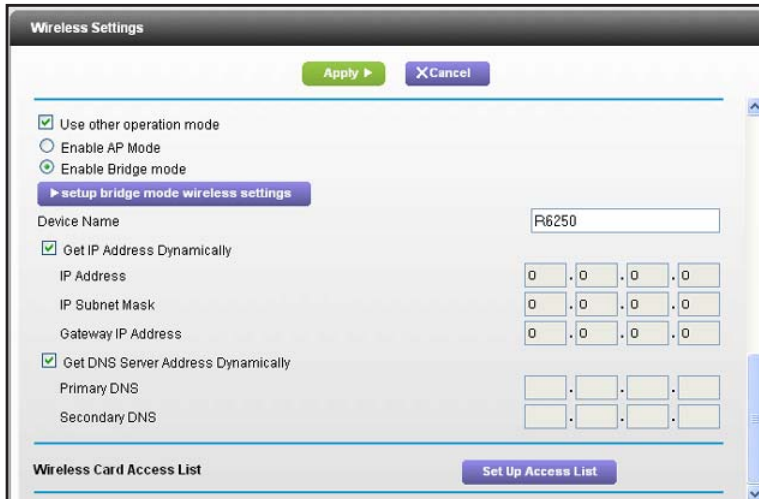 Wireless Settings
Apply ▶ XCancel
Use other operation mode
Enable AP Mode
Enable Bridge mode
▶ setup bridge mode wireless settings
Device Name R6250
Get IP Address Dynamically
IP Address 0 . 0 . 0 . 0
IP Subnet Mask 0 . 0 . 0 . 0
Gateway IP Address 0 . 0 . 0 . 0
Get DNS Server Address Dynamically
Primary DNS . . .
Secondary DNS . . .
Wireless Card Access List Set Up Access List